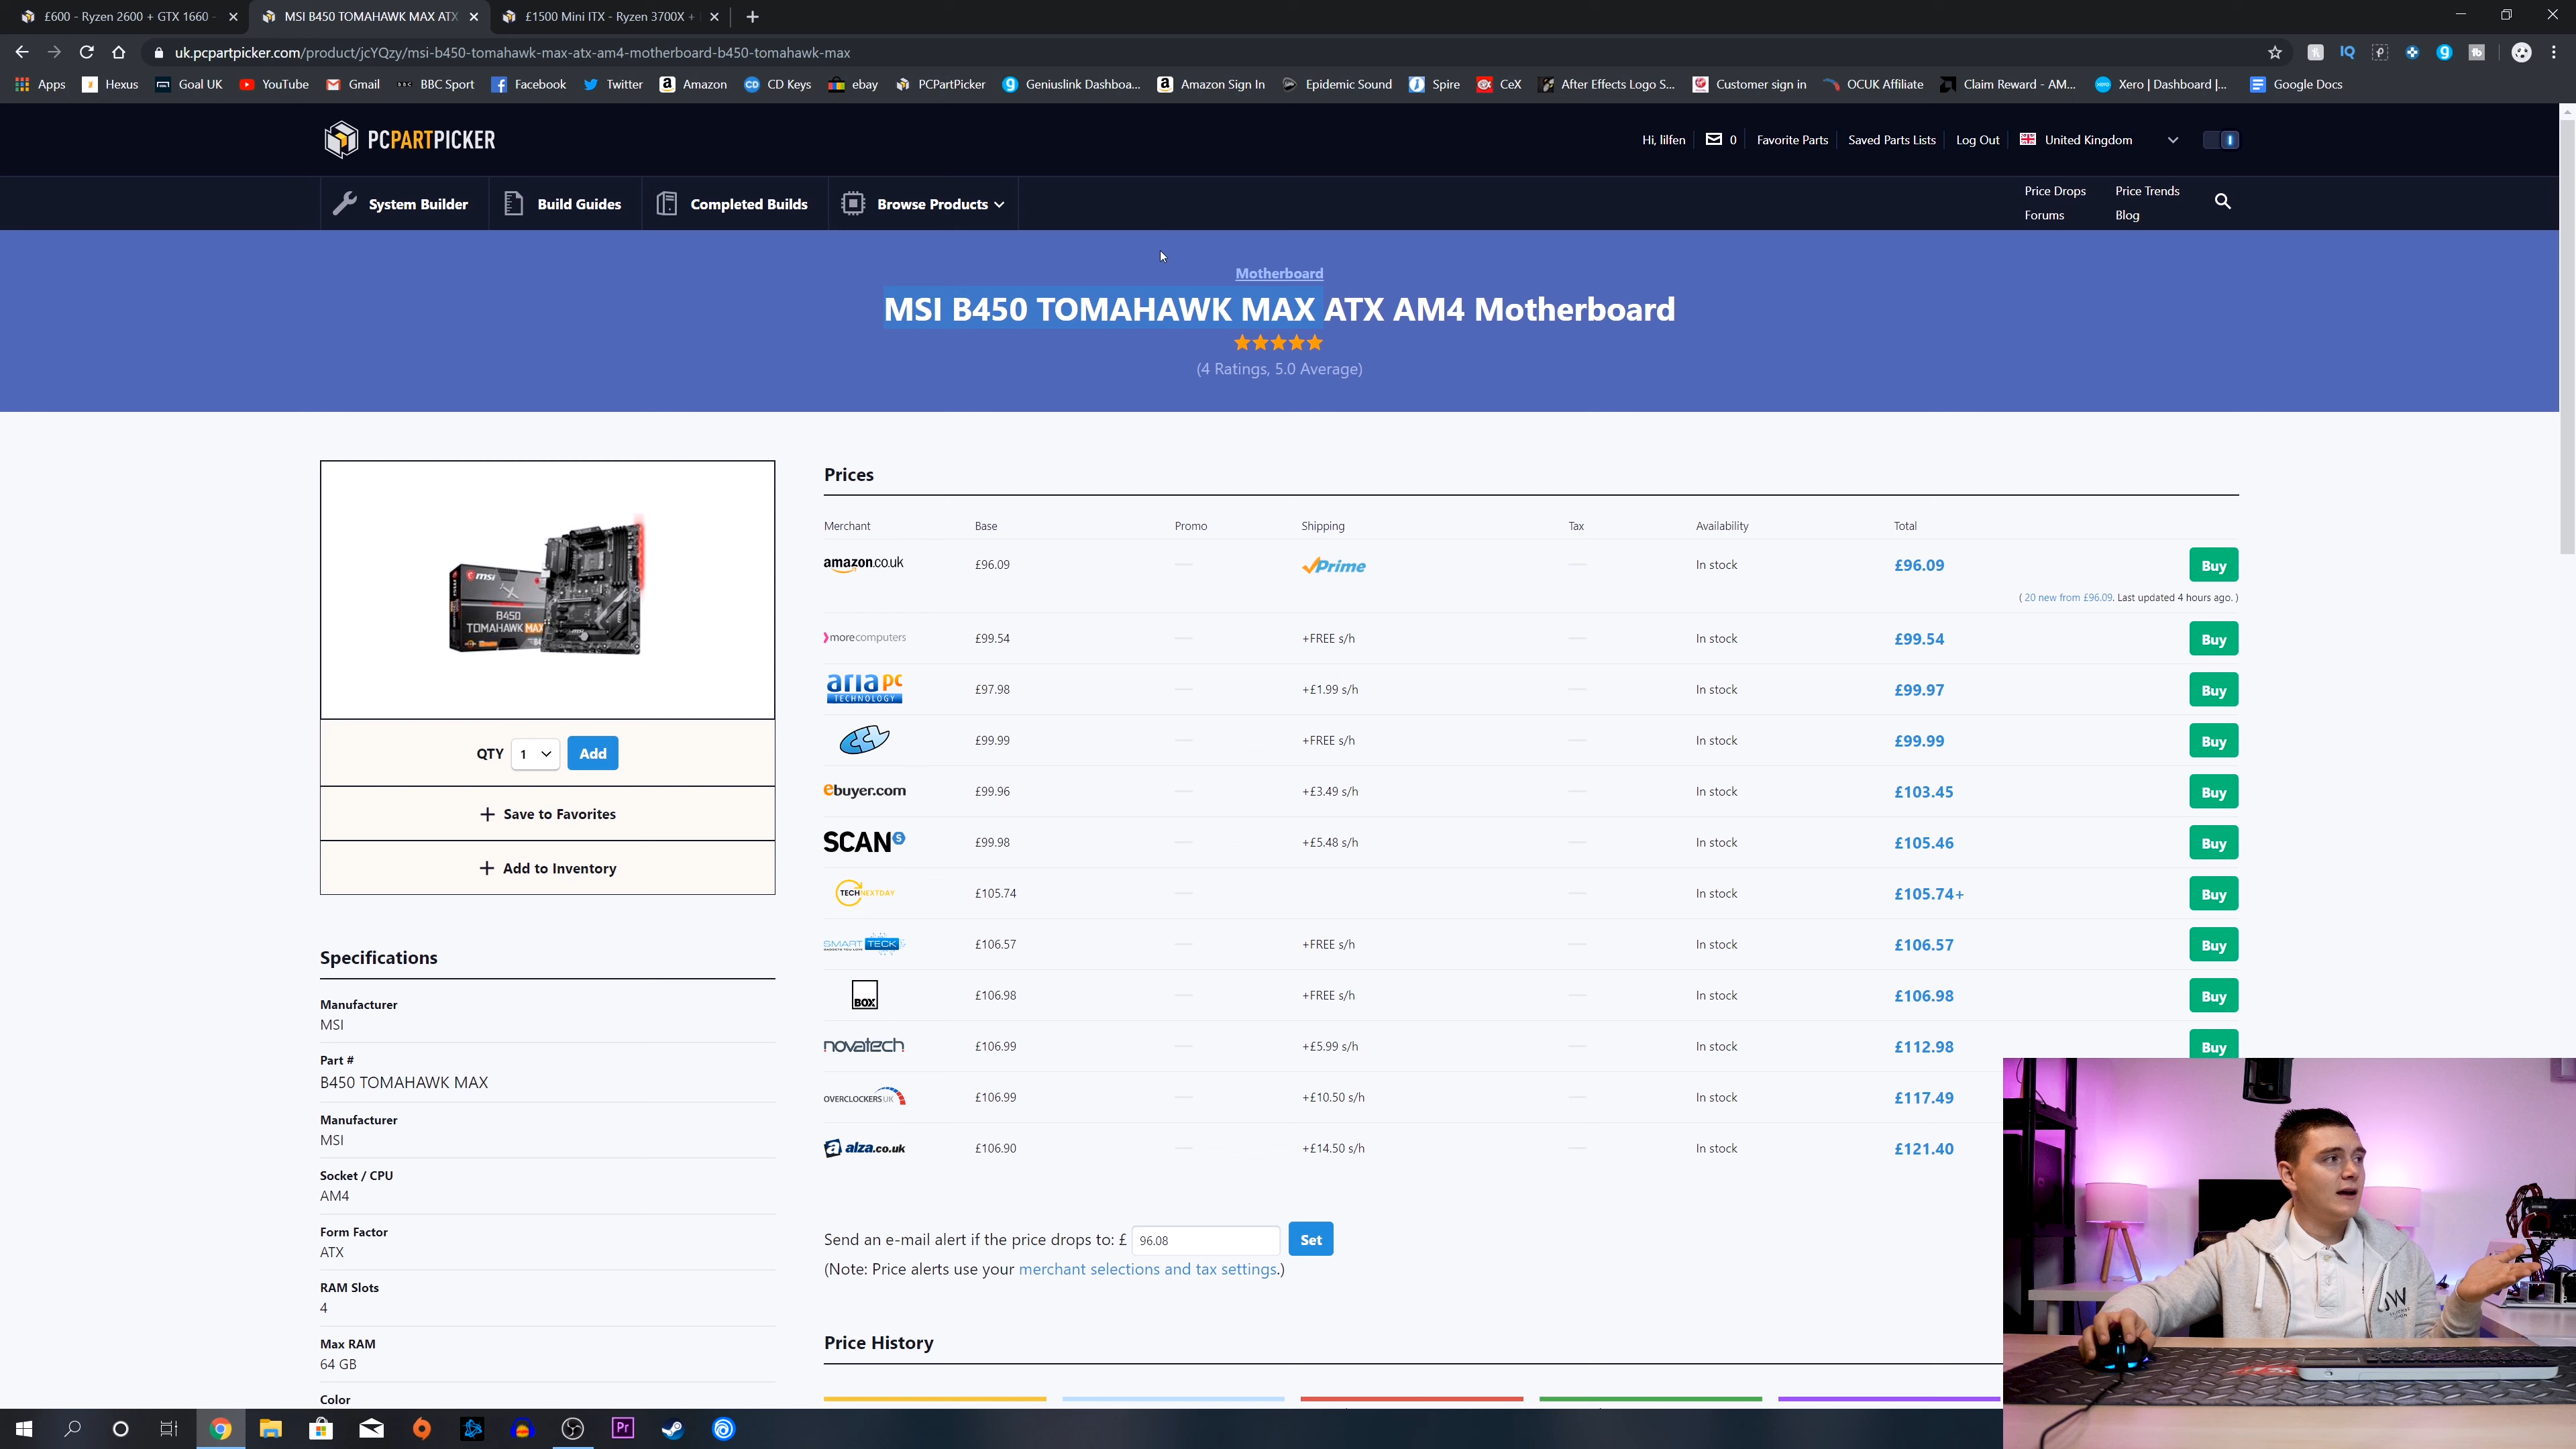 £600 - Ryzen 2600 + GTX 1660 -
MSI B450 TOMAHAWK MAX ATX
£1500 Mini ITX - Ryzen 3700X +
uk.pcpartpicker.com/product/jcYQzy/msi-b450-tomahawk-max-atx-am4-motherboard-b450-tomahawk-max
Apps Hexus Goal UK YouTube Gmail BBC Sport Facebook Twitter Amazon CD Keys ebay PCPartPicker Geniuslink Dashboa... Amazon Sign In Epidemic Sound Spire CeX After Effects Logo S... Customer sign in OCUK Affiliate Claim Reward - AM... Xero | Dashboard |... Google Docs
PCPARTPICKER
Hi, lilfen 0 Favorite Parts Saved Parts Lists Log Out United Kingdom
System Builder Build Guides Completed Builds Browse Products
Price Drops Price Trends
Forums Blog
Motherboard
MSI B450 TOMAHAWK MAX ATX AM4 Motherboard
(4 Ratings, 5.0 Average)
msi
B450
TOMAHAWK MAX
QTY 1 Add
+ Save to Favorites
+ Add to Inventory
Specifications
Manufacturer
MSI
Part #
B450 TOMAHAWK MAX
Manufacturer
MSI
Socket / CPU
AM4
Form Factor
ATX
RAM Slots
4
Max RAM
64 GB
Color
Prices
Merchant Base Promo Shipping Tax Availability Total
amazon.co.uk £96.09 Prime In stock £96.09 Buy
( 20 new from £96.09. Last updated 4 hours ago. )
morecomputers £99.54 +FREE s/h In stock £99.54 Buy
aria pc TECHNOLOGY £97.98 +£1.99 s/h In stock £99.97 Buy
£99.99 +FREE s/h In stock £99.99 Buy
ebuyer.com £99.96 +£3.49 s/h In stock £103.45 Buy
SCAN S £99.98 +£5.48 s/h In stock £105.46 Buy
TECHNEXTDAY £105.74 In stock £105.74+ Buy
SMART TECK £106.57 +FREE s/h In stock £106.57 Buy
BOX £106.98 +FREE s/h In stock £106.98 Buy
novatech £106.99 +£5.99 s/h In stock £112.98 Buy
OVERCLOCKERS UK £106.99 +£10.50 s/h In stock £117.49
alza.co.uk £106.90 +£14.50 s/h In stock £121.40
Send an e-mail alert if the price drops to: £ 96.08 Set
(Note: Price alerts use your merchant selections and tax settings.)
Price History
Pr